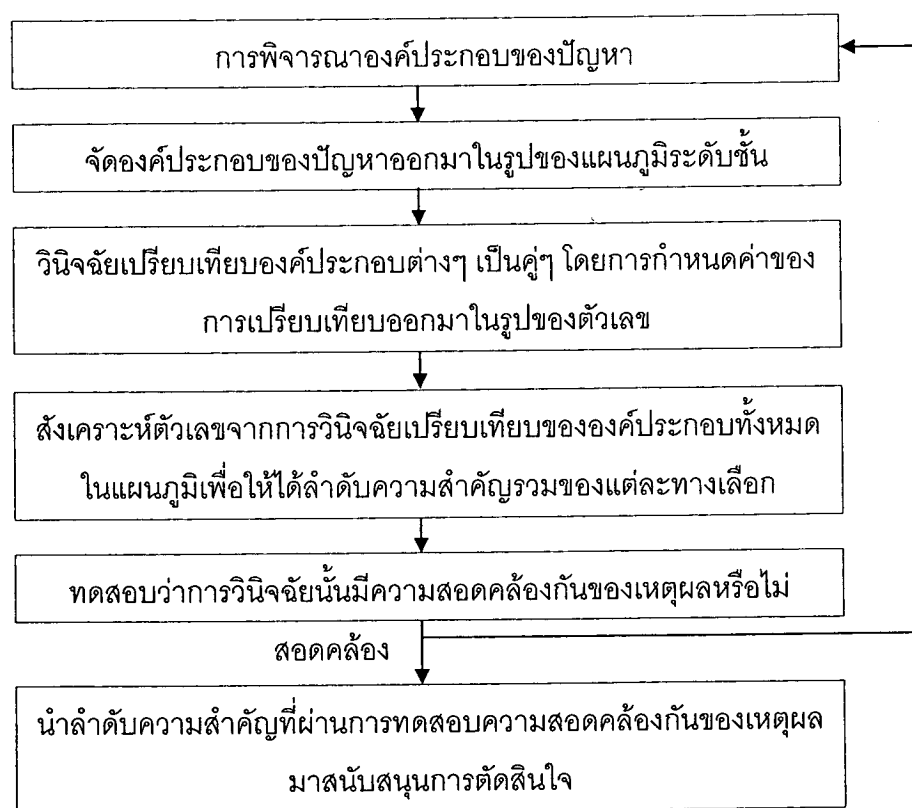 การพิจารณาองค์ประกอบของปัญหา
จัดองค์ประกอบของปัญหาออกมาในรูปของแผนภูมิระดับชั้น
วินิจฉัยเปรียบเทียบองค์ประกอบต่างๆ เป็นคู่ๆ โดยการกำหนดค่าของ
การเปรียบเทียบออกมาในรูปของตัวเลข
สังเคราะห์ตัวเลขจากการวินิจฉัยเปรียบเทียบขององค์ประกอบทั้งหมด
ในแผนภูมิเพื่อให้ได้ลำดับความสำคัญรวมของแต่ละทางเลือก
ทดสอบว่าการวินิจฉัยนั้นมีความสอดคล้องกันของเหตุผลหรือไม่
สอดคล้อง
นำลำดับความสำคัญที่ผ่านการทดสอบความสอดคล้องกันของเหตุผล
มาสนับสนุนการตัดสินใจ